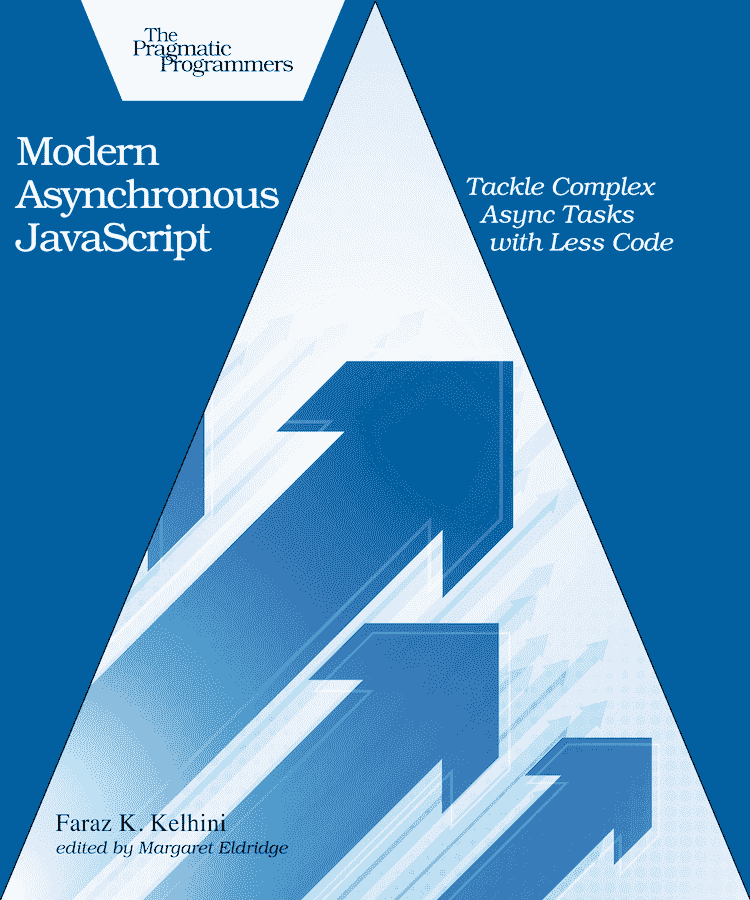 The
Pragmatic
Programmers
Modern
Asynchronous
JavaScript
Tackle Complex
Async Tasks
with Less Code
Faraz K. Kelhini
edited by Margaret Eldridge